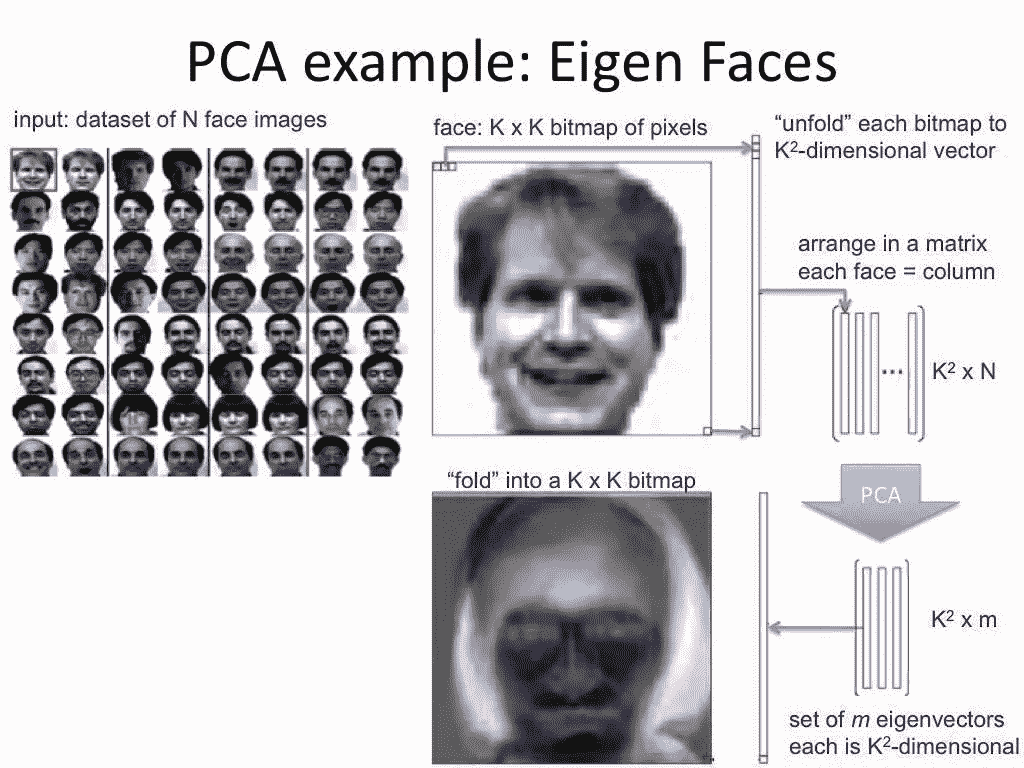 PCA example: Eigen Faces
input: dataset of N face images
face: K x K bitmap of pixels
“unfold” each bitmap to
K²-dimensional vector
arrange in a matrix
each face = column
...
K² x N
PCA
“fold” into a K x K bitmap
K² x m
set of m eigenvectors
each is K²-dimensional